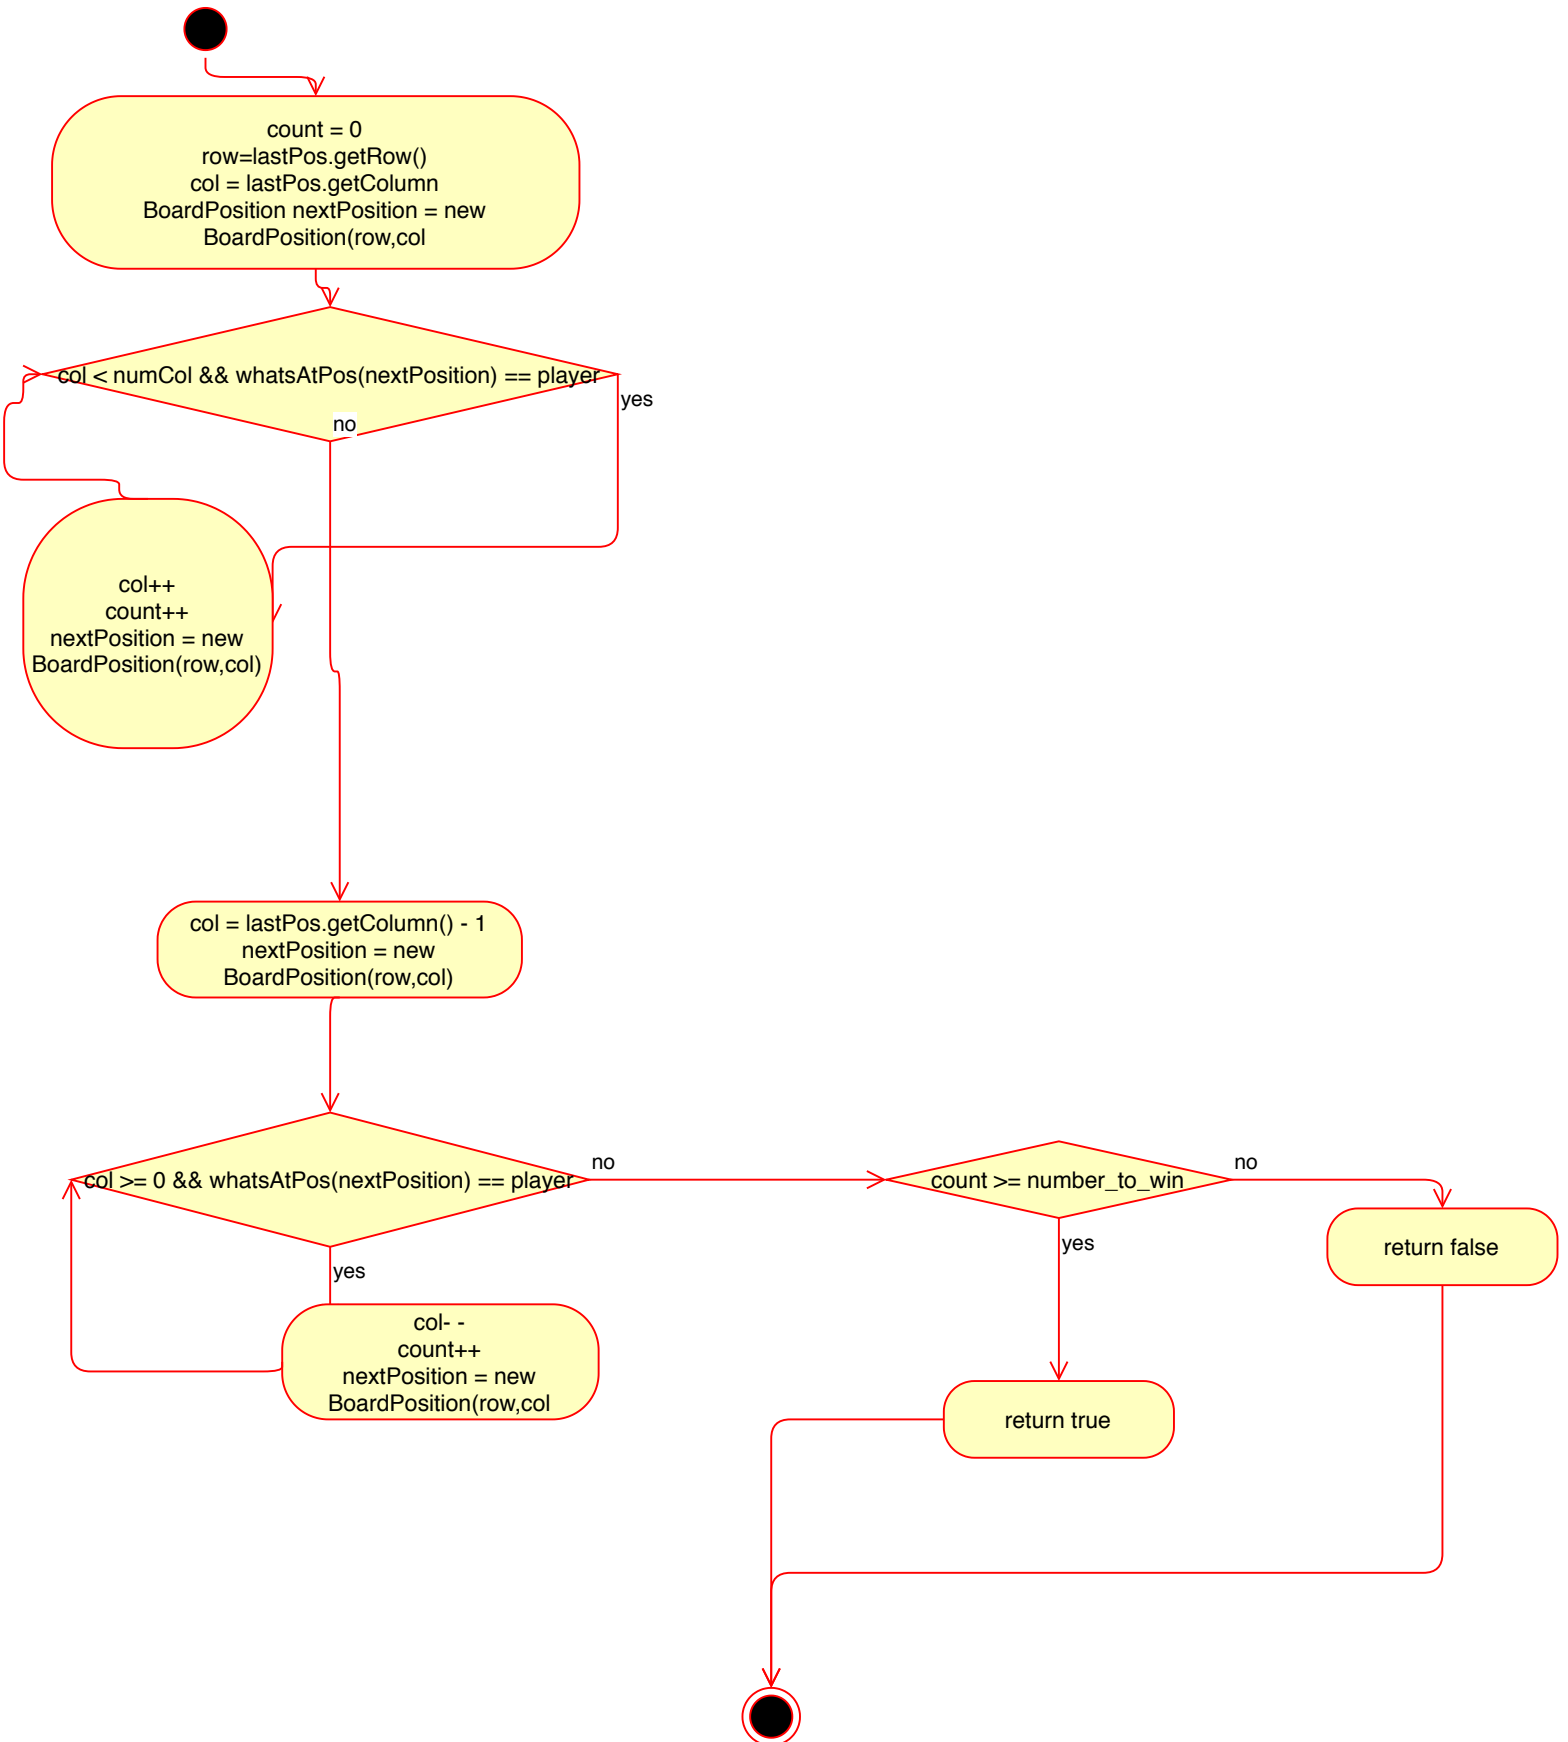 count = 0
row=lastPos.getRow()
col = lastPos.getColumn
BoardPosition nextPosition = new
BoardPosition(row,col
col < numCol && whatsAtPos(nextPosition) == player
yes
no
col++
count++
nextPosition = new
BoardPosition(row,col)
col = lastPos.getColumn() - 1
nextPosition = new
BoardPosition(row,col)
col >= 0 && whatsAtPos(nextPosition) == player
no
yes
col- -
count++
nextPosition = new
BoardPosition(row,col
count >= number_to_win
no
yes
return false
return true